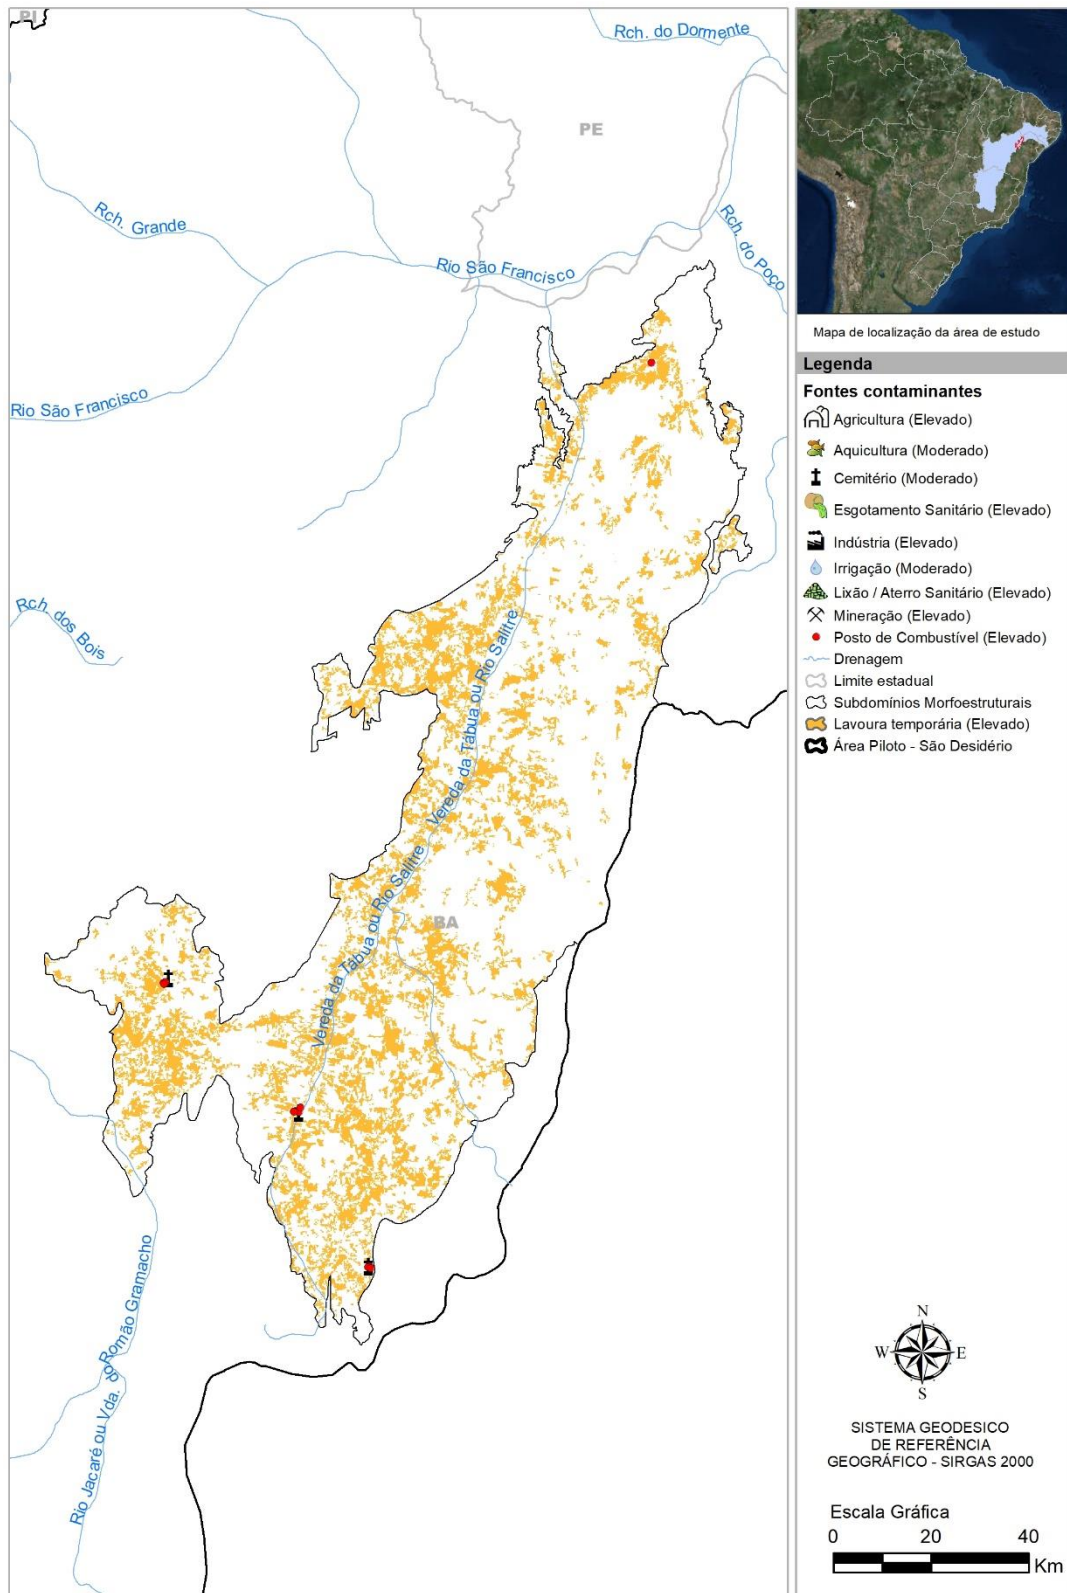 PI
Rch. do Dormente
PE
Rch. Grande
Rch. do Poço
Rio São Francisco
Rio São Francisco
Rch. dos Bois
Vereda da Tábua ou Rio Salitre
Vereda da Tábua ou Rio Salitre
BA
Rio Jacaré ou Vda. do Romão Gramacho
Mapa de localização da área de estudo
Legenda
Fontes contaminantes
Agricultura (Elevado)
Aquicultura (Moderado)
Cemitério (Moderado)
Esgotamento Sanitário (Elevado)
Indústria (Elevado)
Irrigação (Moderado)
Lixão / Aterro Sanitário (Elevado)
Mineração (Elevado)
Posto de Combustível (Elevado)
Drenagem
Limite estadual
Subdomínios Morfoestruturais
Lavoura temporária (Elevado)
Área Piloto - São Desidério
N
W E
S
SISTEMA GEODESICO
DE REFERÊNCIA
GEOGRÁFICO - SIRGAS 2000
Escala Gráfica
0 20 40
Km